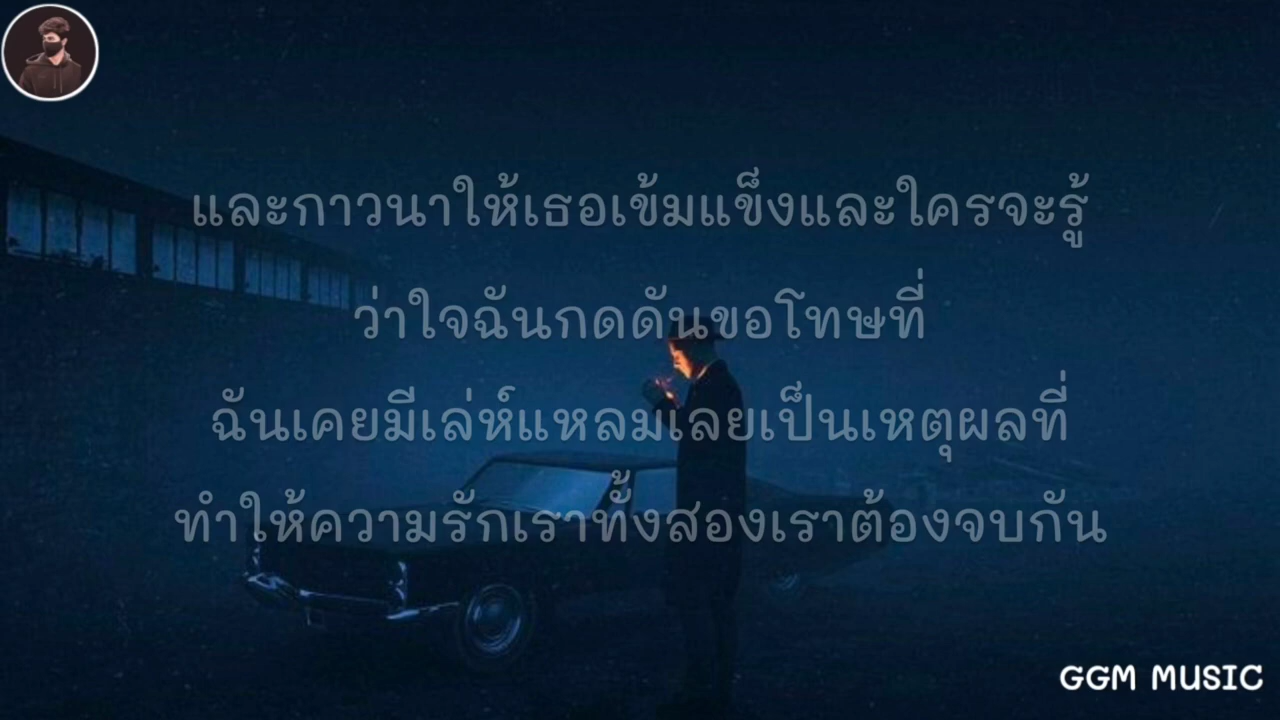 และกาวนาให้เธอเข้มแข็งและใครจะรู้
ว่าใจฉันกดดันขอโทษที่
ฉันเคยมีเล่ห์แหลมเลยเป็นเหตุผลที่
ทำให้ความรักเราทั้งสองเราต้องจบกัน
GGM MUSIC